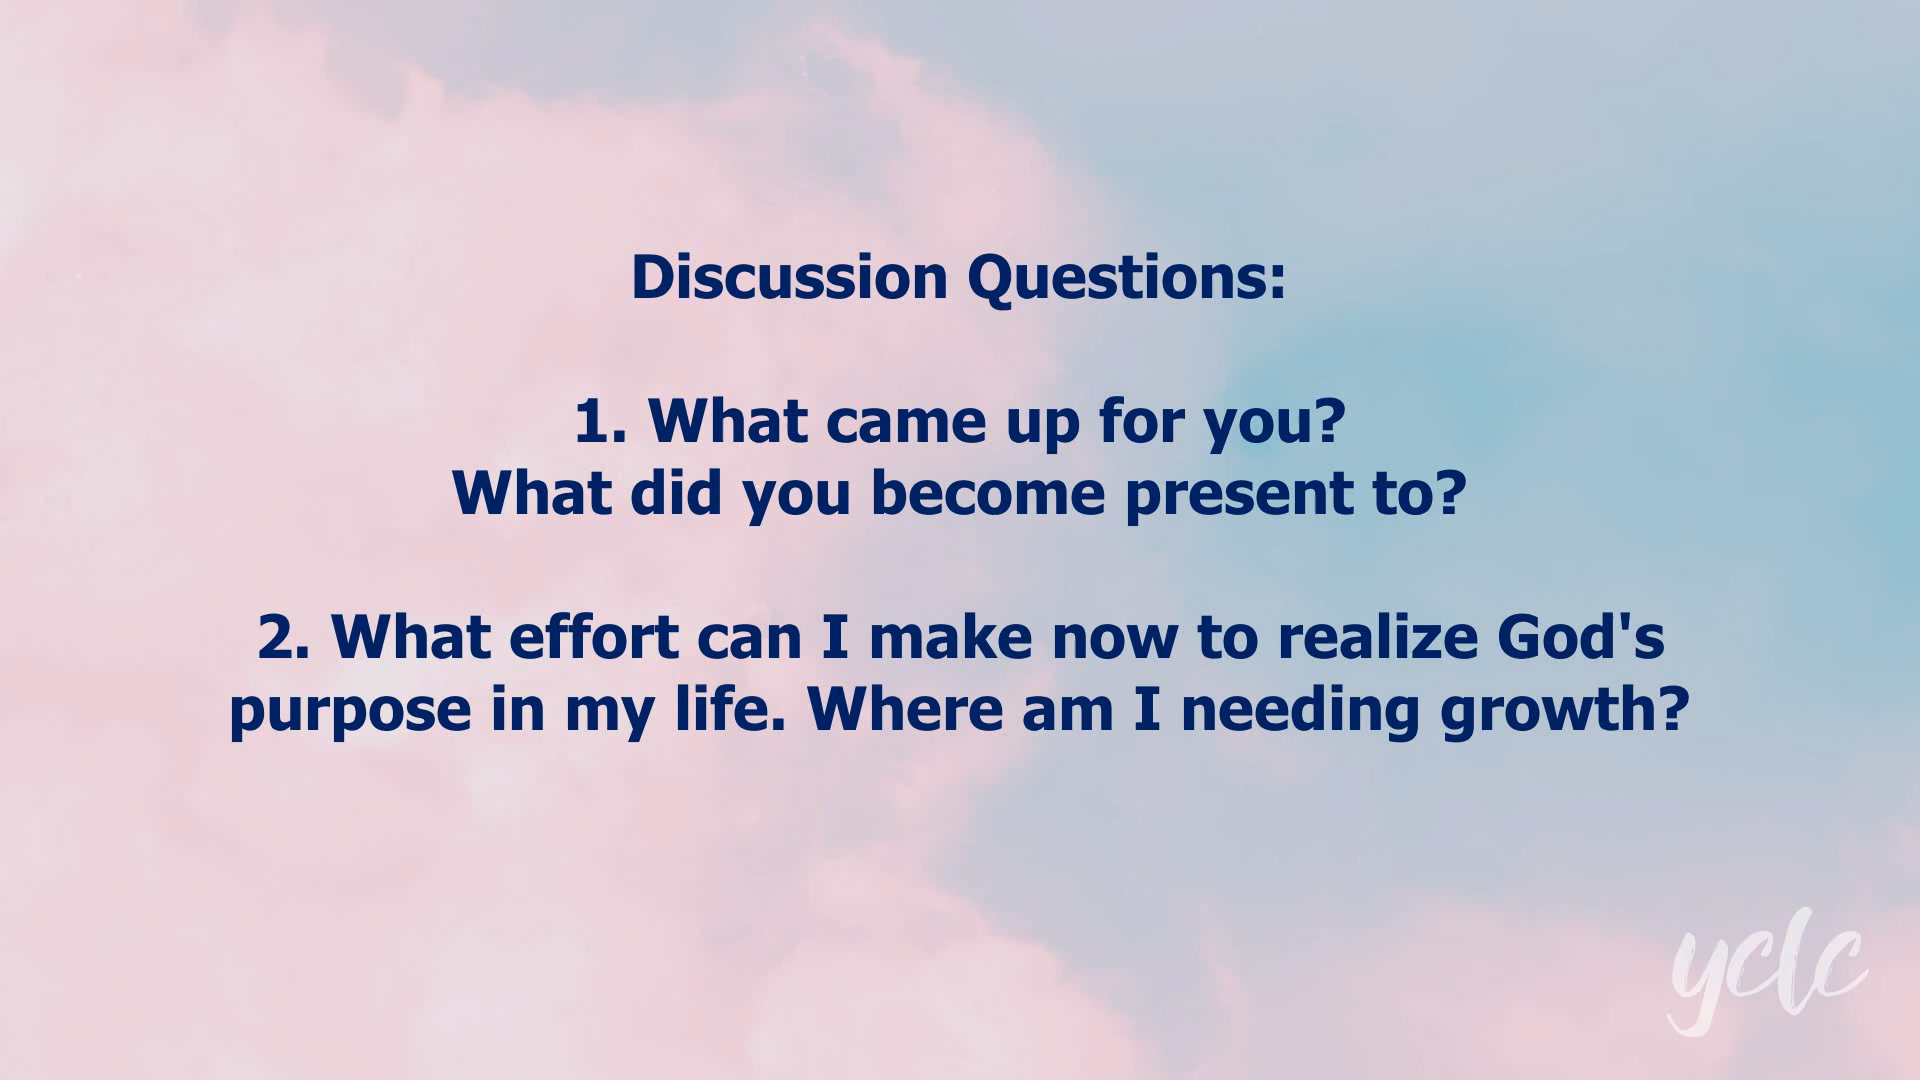 Discussion Questions:
1. What came up for you?
What did you become present to?
2. What effort can I make now to realize God's
purpose in my life. Where am I needing growth?
yclc